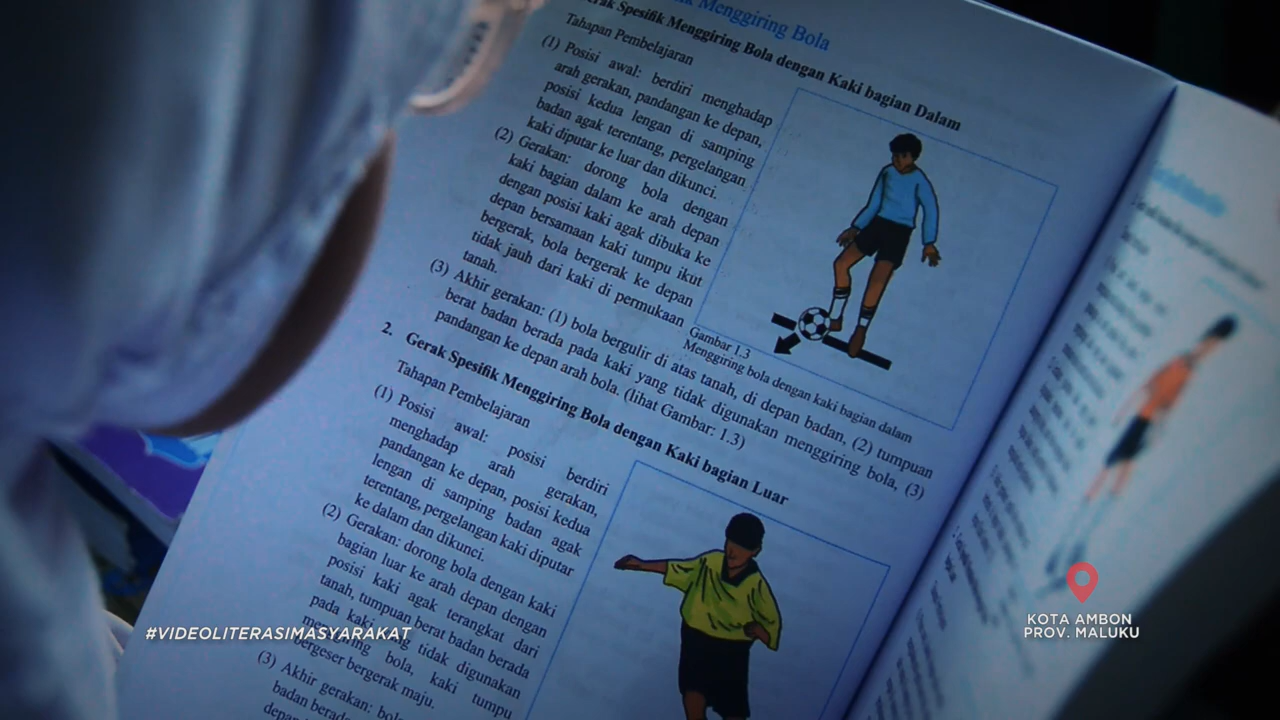 Menggiring Bola
Spesifik Menggiring Bola dengan Kaki bagian Dalam
Tahapan Pembelajaran
(1) Posisi awal: berdiri menghadap
arah gerakan, pandangan ke depan,
posisi kedua lengan di samping
badan agak terentang, pergelangan
kaki diputar ke luar dan dikunci.
(2) Gerakan: dorong bola dengan
kaki bagian dalam ke arah depan
dengan posisi kaki agak dibuka ke
depan bersamaan kaki tumpu ikut
bergerak, bola bergerak ke depan
tidak jauh dari kaki di permukaan
tanah.
Gambar 1.3
Menggiring bola dengan kaki bagian dalam
(3) Akhir gerakan: (1) bola bergulir di atas tanah, di depan badan, (2) tumpuan
berat badan berada pada kaki yang tidak digunakan menggiring bola, (3)
pandangan ke depan arah bola. (lihat Gambar: 1.3)
2. Gerak Spesifik Menggiring Bola dengan Kaki bagian Luar
Tahapan Pembelajaran
(1) Posisi awal: posisi berdiri
menghadap arah gerakan,
pandangan ke depan, posisi kedua
lengan di samping badan agak
terentang, pergelangan kaki diputar
ke dalam dan dikunci.
(2) Gerakan: dorong bola dengan kaki
bagian luar ke arah depan dengan
posisi kaki agak terangkat dari
tanah, tumpuan berat badan berada
pada kaki yang tidak digunakan
menggiring bola, kaki tumpu
bergeser bergerak maju.
(3) Akhir gerakan:
badan
#VIDEOLITERASIMASYARAKAT
KOTA AMBON
PROV. MALUKU